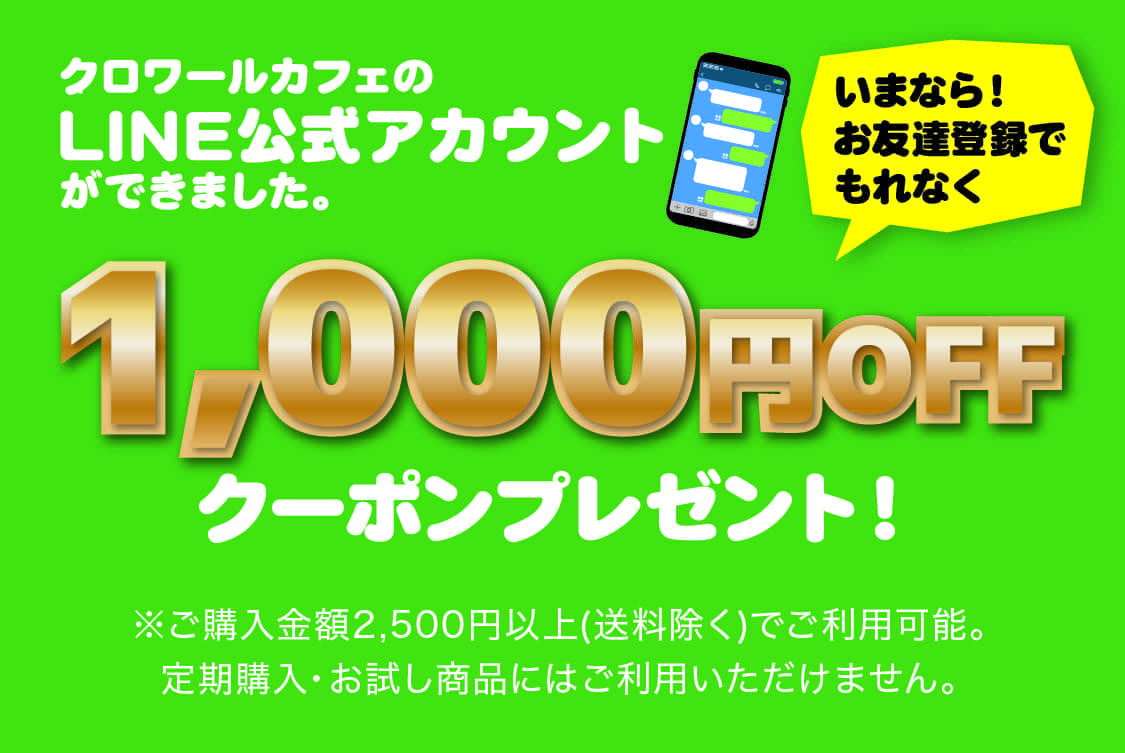 クロワールカフェの
LINE公式アカウント
ができました。
いまなら！
お友達登録で
もれなく
1,000円OFF
クーポンプレゼント！
※ご購入金額2,500円以上(送料除く)でご利用可能。
定期購入・お試し商品にはご利用いただけません。